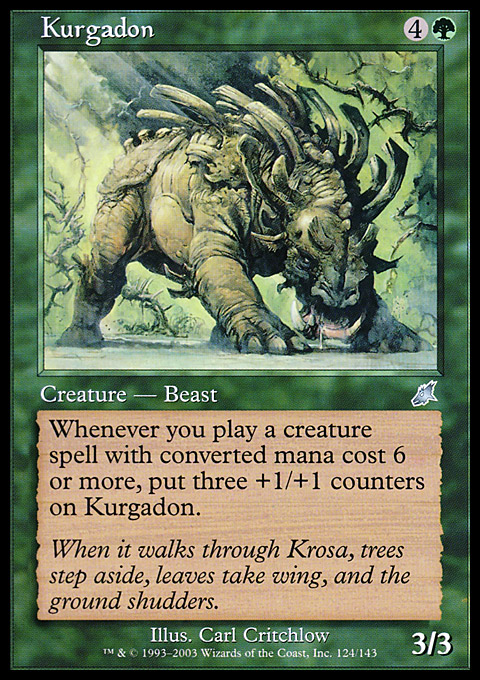 Kurgadon 4
Creature — Beast
Whenever you play a creature
spell with converted mana cost 6
or more, put three +1/+1 counters
on Kurgadon.
When it walks through Krosa, trees
step aside, leaves take wing, and the
ground shudders.
Illus. Carl Critchlow
™ & © 1993–2003 Wizards of the Coast, Inc. 124/143
3/3